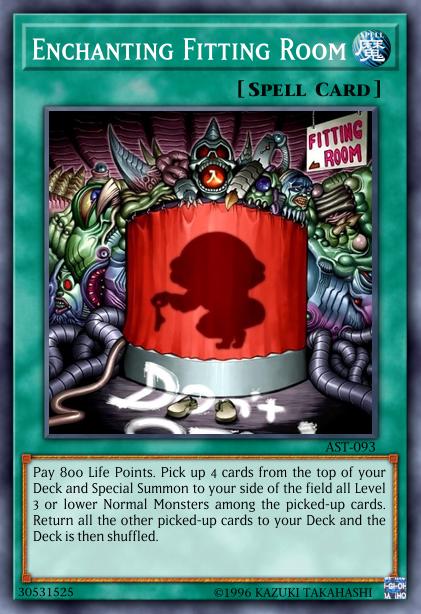 Enchanting Fitting Room
SPELL
魔
[Spell Card]
FITTING
ROOM
入
Don't
AST-093
Pay 800 Life Points. Pick up 4 cards from the top of your
Deck and Special Summon to your side of the field all Level
3 or lower Normal Monsters among the picked-up cards.
Return all the other picked-up cards to your Deck and the
Deck is then shuffled.
30531525
©1996 KAZUKI TAKAHASHI